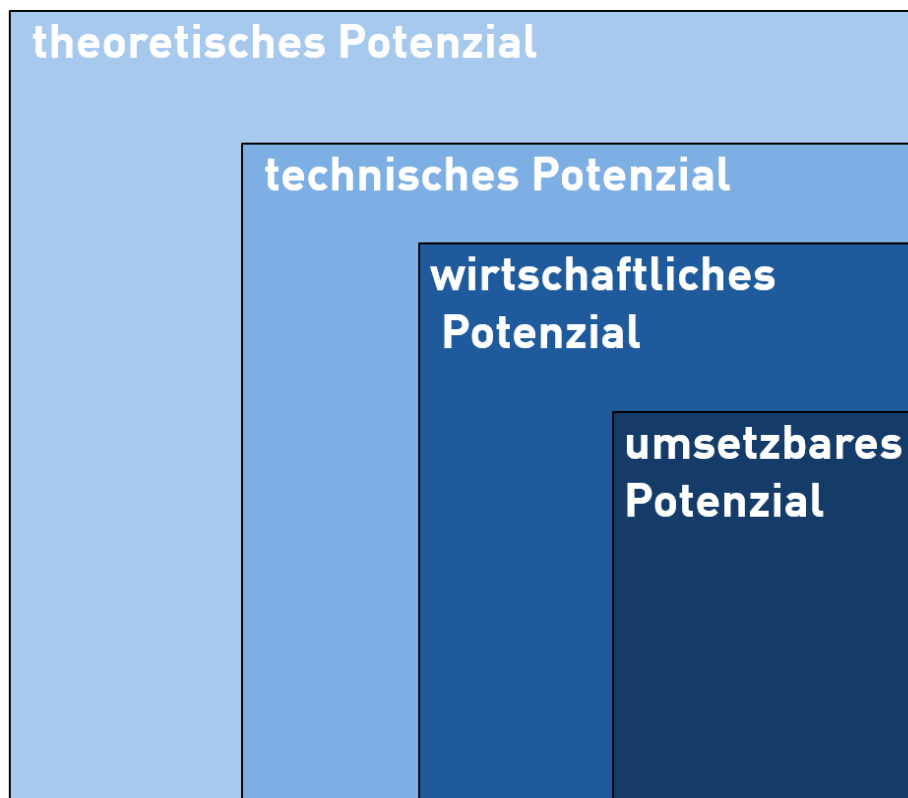 theoretisches Potenzial
technisches Potenzial
wirtschaftliches
Potenzial
umsetzbares
Potenzial